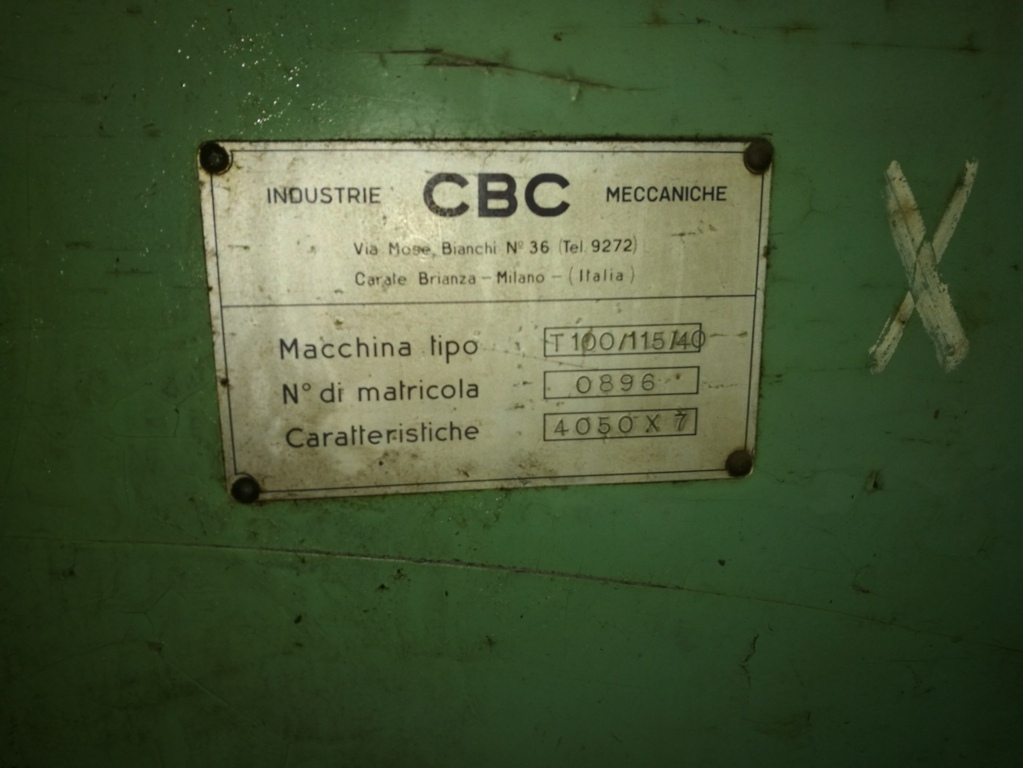 INDUSTRIE CBC MECCANICHE
Via Mose, Bianchi N° 36 (Tel. 9272)
Carate Brianza - Milano - (Italia)
Macchina tipo T100/115/40
N° di matricola 0896
Caratteristiche 4050 X 7
X